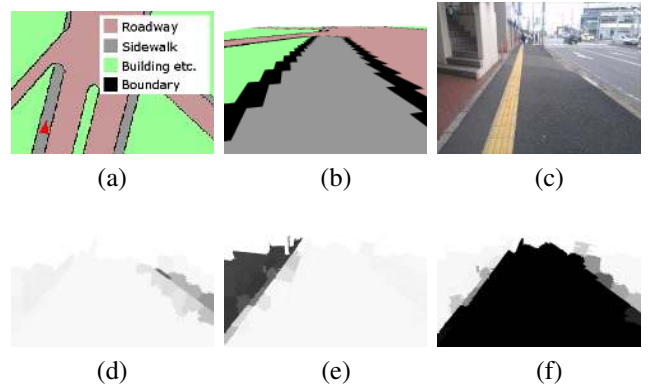 Roadway
Sidewalk
Building etc.
Boundary
(a)
(b)
(c)
(d)
(e)
(f)